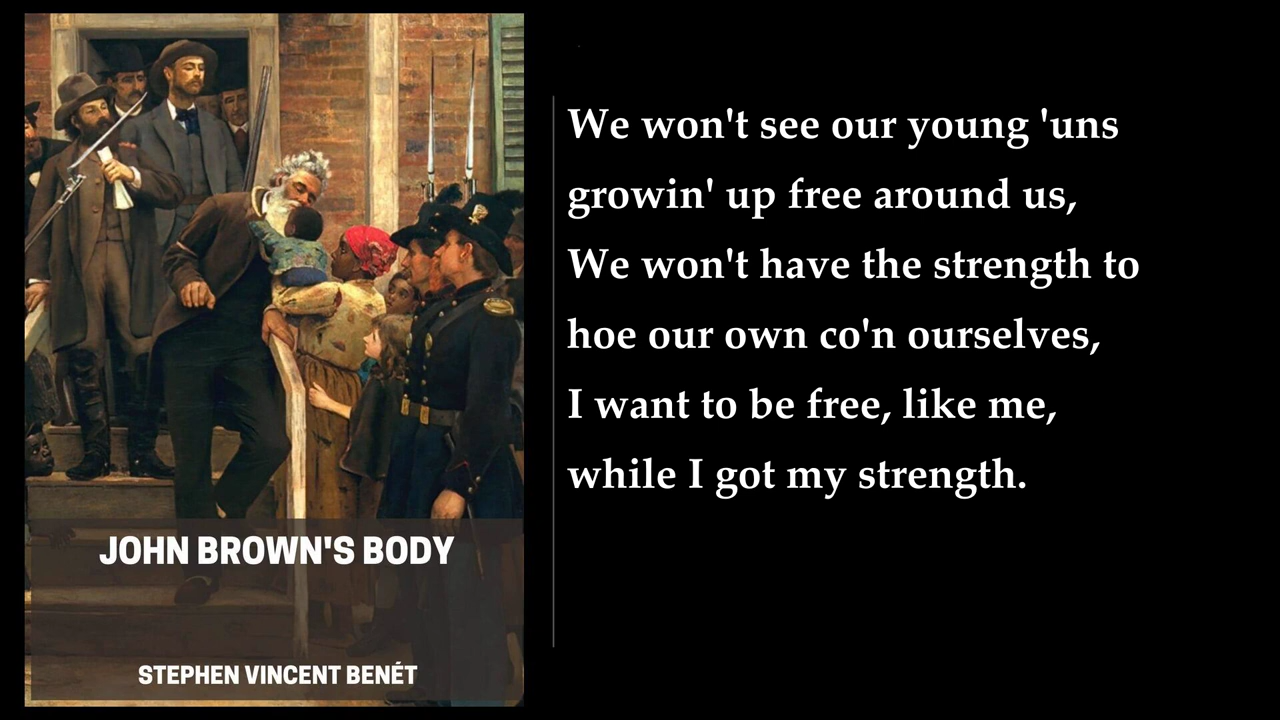 JOHN BROWN'S BODY
STEPHEN VINCENT BENÉT
We won't see our young 'uns
growin' up free around us,
We won't have the strength to
hoe our own co'n ourselves,
I want to be free, like me,
while I got my strength.